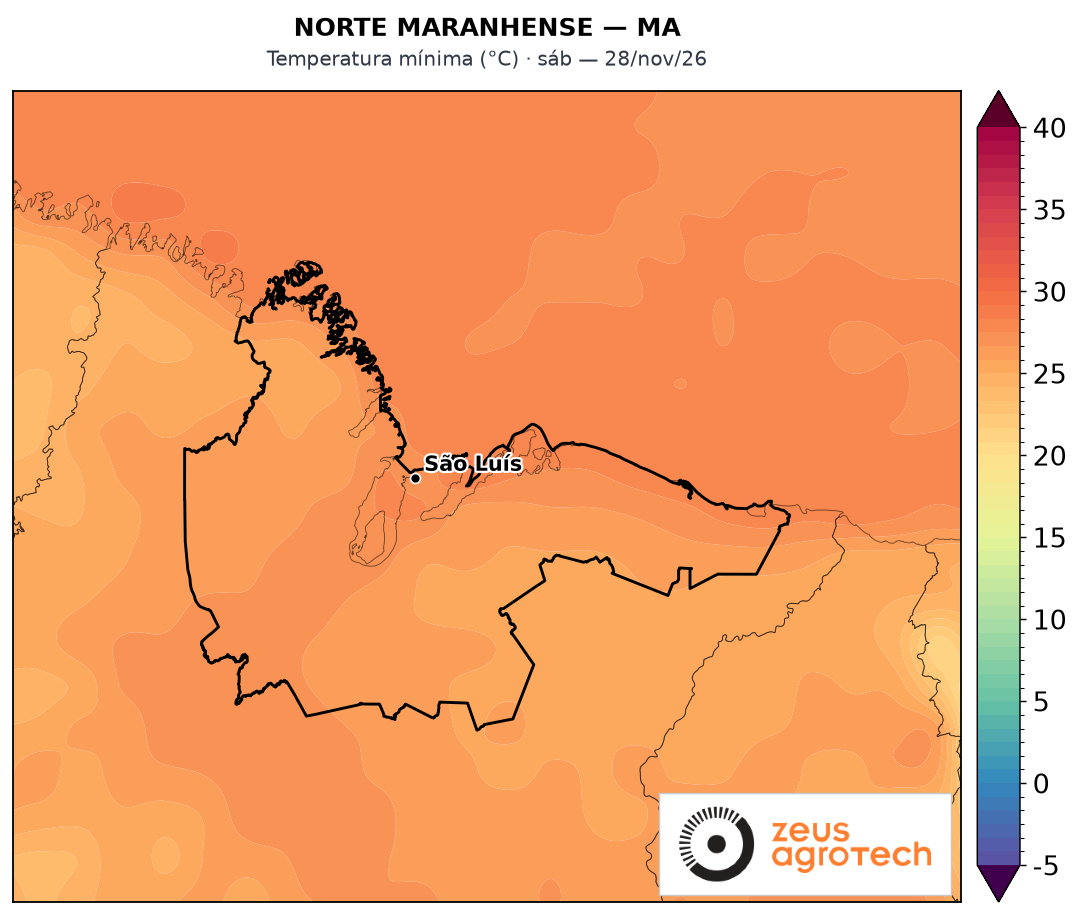 NORTE MARANHENSE — MA
Temperatura mínima (°C) · sáb — 28/nov/26
São Luís
40
35
30
25
20
15
10
5
0
-5
zeus
agrotech